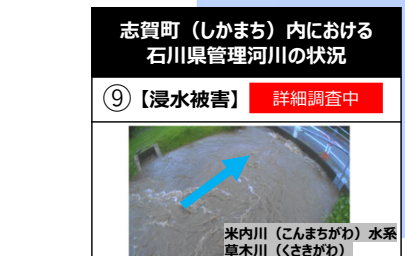 志賀町（しかまち）内における
石川県管理河川の状況
⑨【浸水被害】 詳細調査中
米内川（こんまちがわ）水系
草木川（くさきがわ）